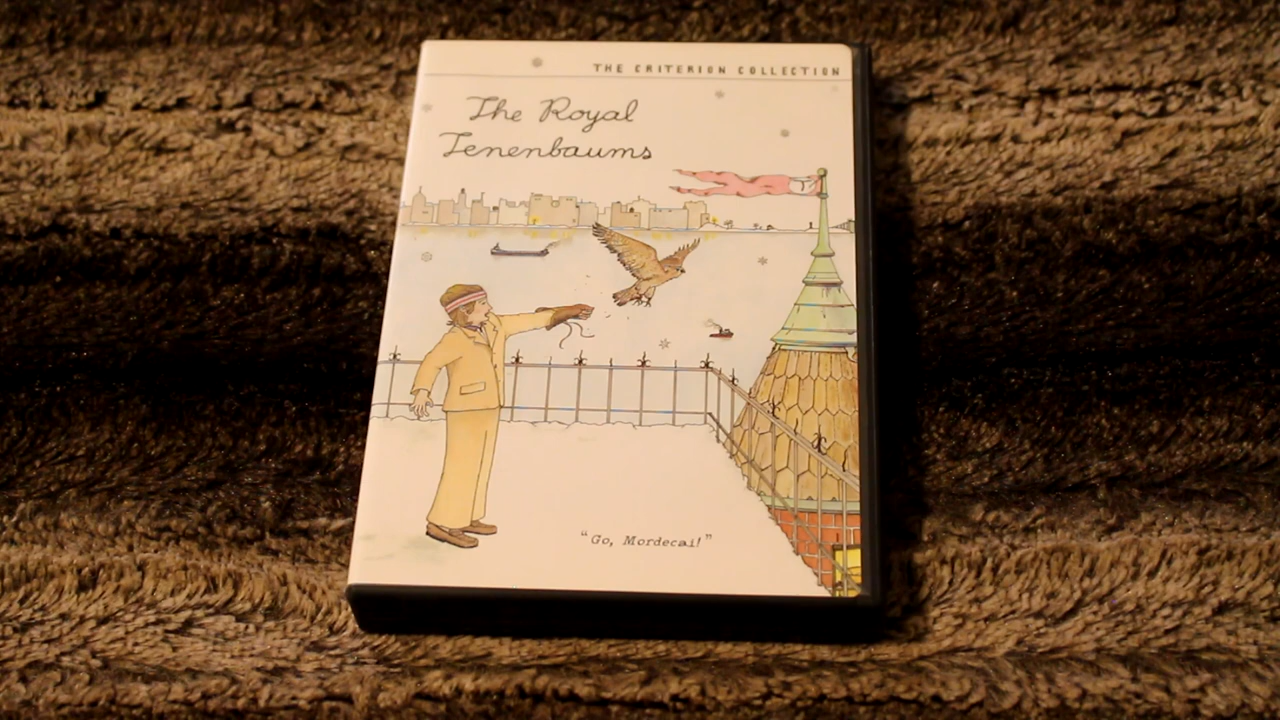 THE CRITERION COLLECTION
The Royal
Tenenbaums
"Go, Mordecai!"